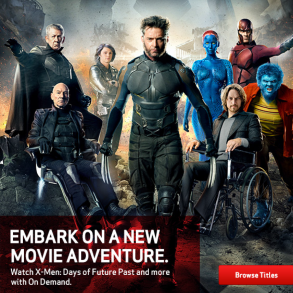 EMBARK ON A NEW
MOVIE ADVENTURE.
Watch X-Men: Days of Future Past and more
with On Demand.
Browse Titles